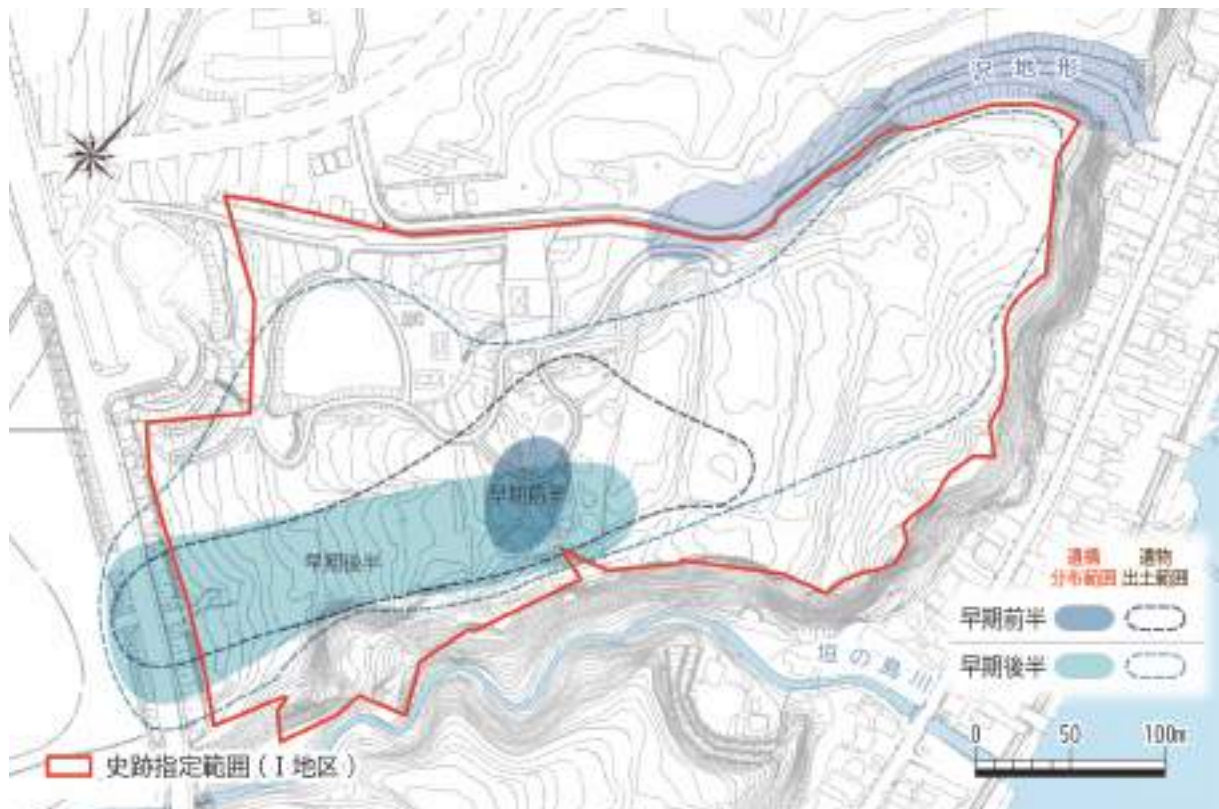 沢地形
早期前半
早期後半
遺構
分布範囲
遺物
出土範囲
早期前半
早期後半
垣の島川
0 50 100m
史跡指定範囲(Ⅰ地区)